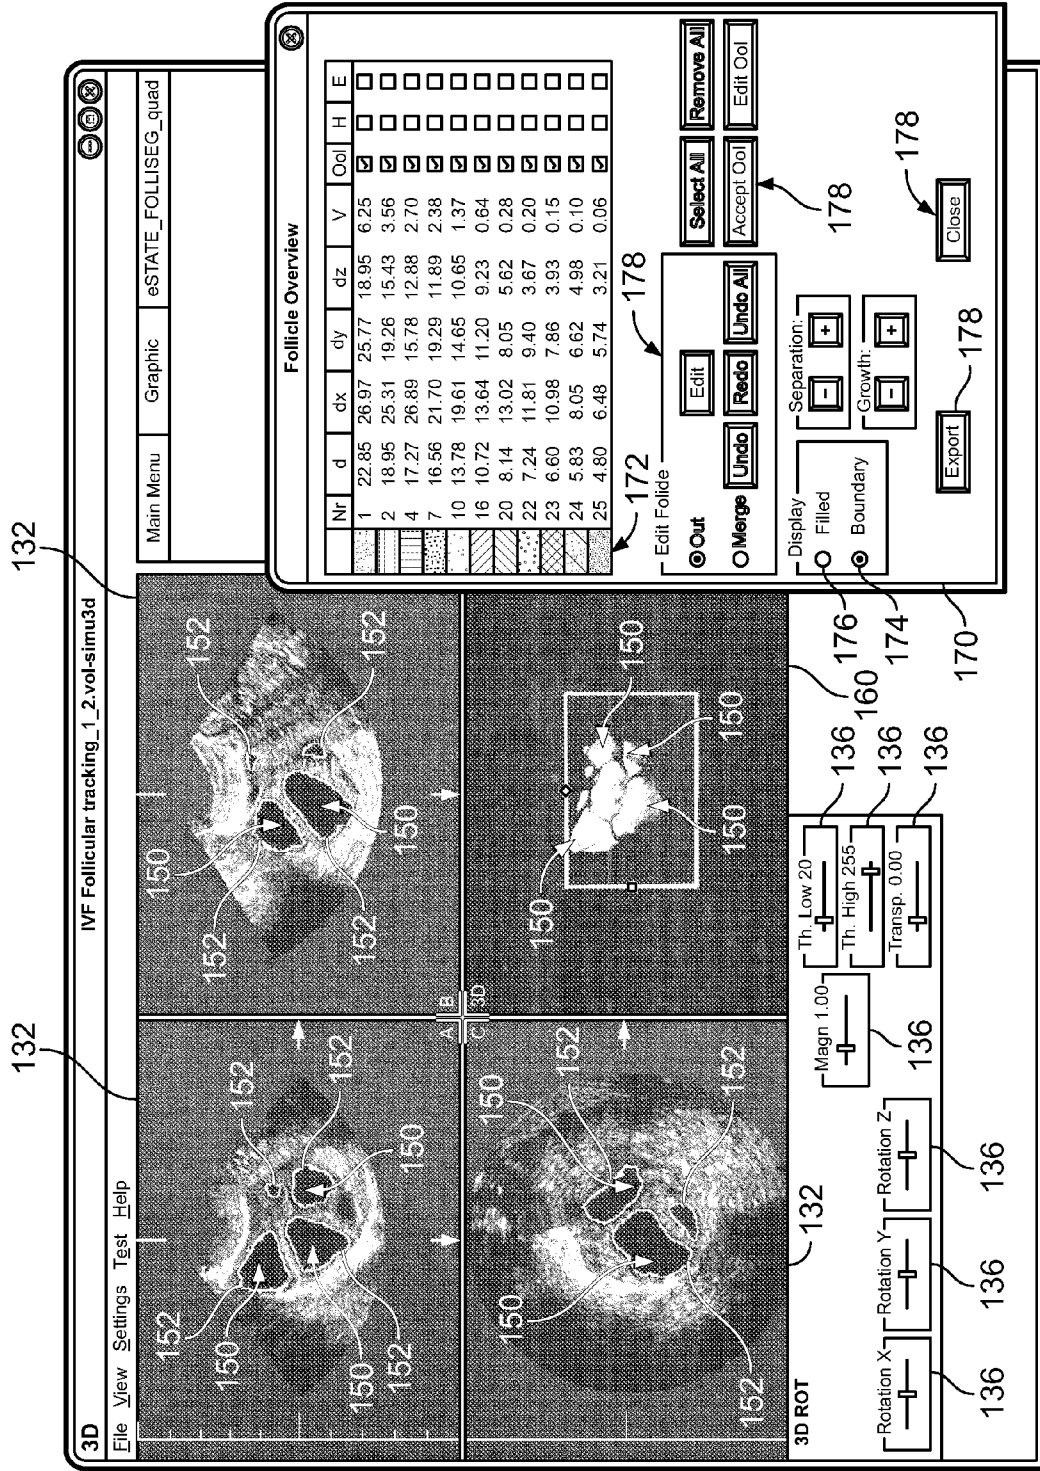 132
132
3D
IVF Follicular tracking_1_2.vol-simu3d
File View Settings Test Help
Main Menu
Graphic
eSTATE_FOLLISEG_quad
152
150
152
152
150
150
152
152
150
152
152
150
152
A
B
C
3D
150
152
150
152
152
150
150
150
150
132
160
3D ROT
Rotation X
Rotation Y
Rotation Z
136
136
136
Magn 1.00
136
Th. Low 20
Th. High 255
Transp. 0.00
136
136
136
Follicle Overview
Nr d dx dy dz V Ool H E
1 22.85 26.97 25.77 18.95 6.25
2 18.95 25.31 19.26 15.43 3.56
4 17.27 26.89 15.78 12.88 2.70
7 16.56 21.70 19.29 11.89 2.38
10 13.78 19.61 14.65 10.65 1.37
16 10.72 13.64 11.20 9.23 0.64
20 8.14 13.02 8.05 5.62 0.28
22 7.24 11.81 9.40 3.67 0.20
23 6.60 10.98 7.86 3.93 0.15
24 5.83 8.05 6.62 4.98 0.10
25 4.80 6.48 5.74 3.21 0.06
172
Edit Folide
Out
Merge
Edit
Undo
Redo
Undo All
178
Select All
Remove All
Accept Ool
Edit Ool
178
Display
Filled
Boundary
Separation:
- +
Growth:
- +
Export
178
Close
178
176
174
170